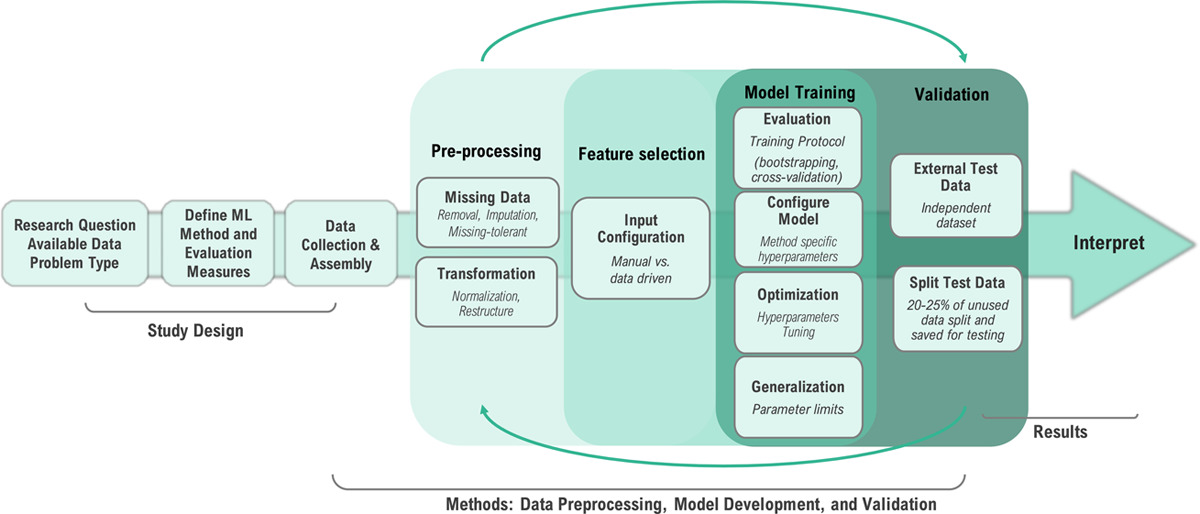 Research Question
Available Data
Problem Type
Define ML
Method and
Evaluation
Measures
Data
Collection &
Assembly
Study Design
Pre-processing
Missing Data
Removal, Imputation,
Missing-tolerant
Transformation
Normalization,
Restructure
Feature selection
Input
Configuration
Manual vs.
data driven
Model Training
Evaluation
Training Protocol
(bootstrapping,
cross-validation)
Configure
Model
Method specific
hyperparameters
Optimization
Hyperparameters
Tuning
Generalization
Parameter limits
Validation
External Test
Data
Independent
dataset
Split Test Data
20-25% of unused
data split and
saved for testing
Interpret
Results
Methods: Data Preprocessing, Model Development, and Validation